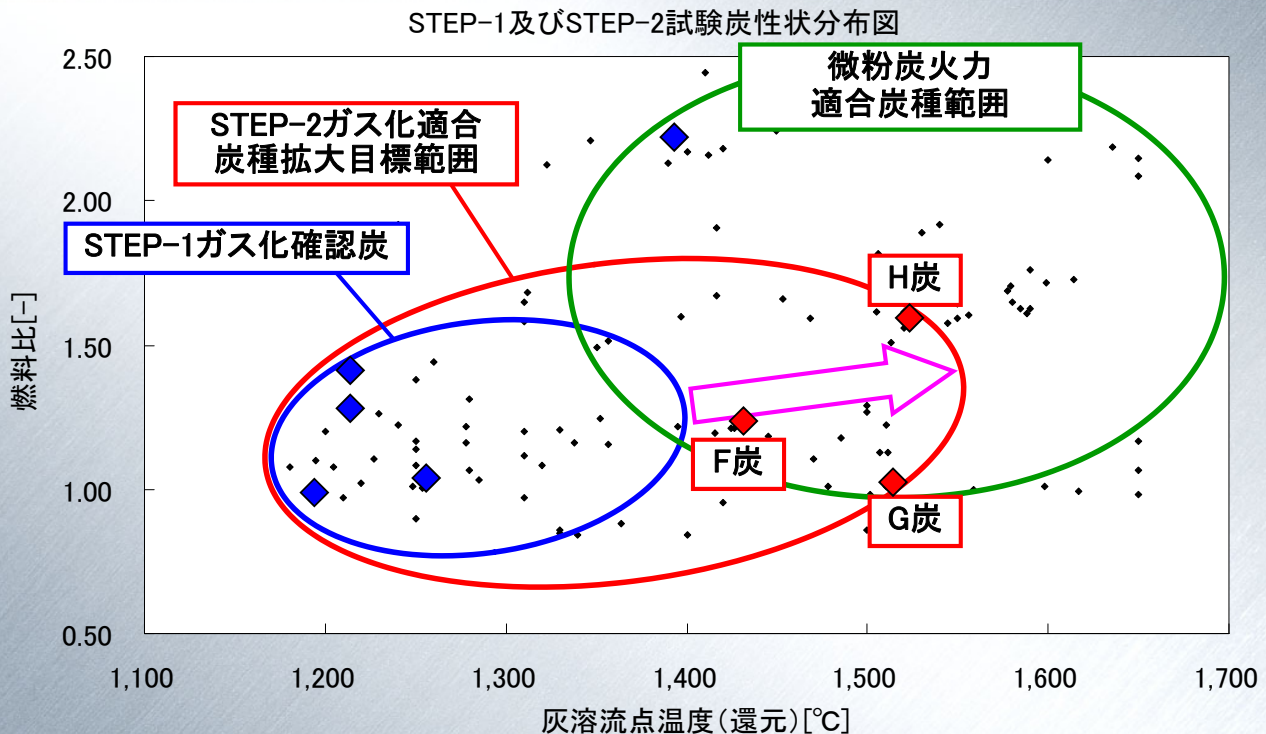 STEP-1及びSTEP-2試験炭性状分布図
微粉炭火力
適合炭種範囲
STEP-2ガス化適合
炭種拡大目標範囲
STEP-1ガス化確認炭
H炭
F炭
G炭
燃料比[-]
2.50
2.00
1.50
1.00
0.50
1,100
1,200
1,300
1,400
1,500
1,600
1,700
灰溶流点温度(還元)[℃]